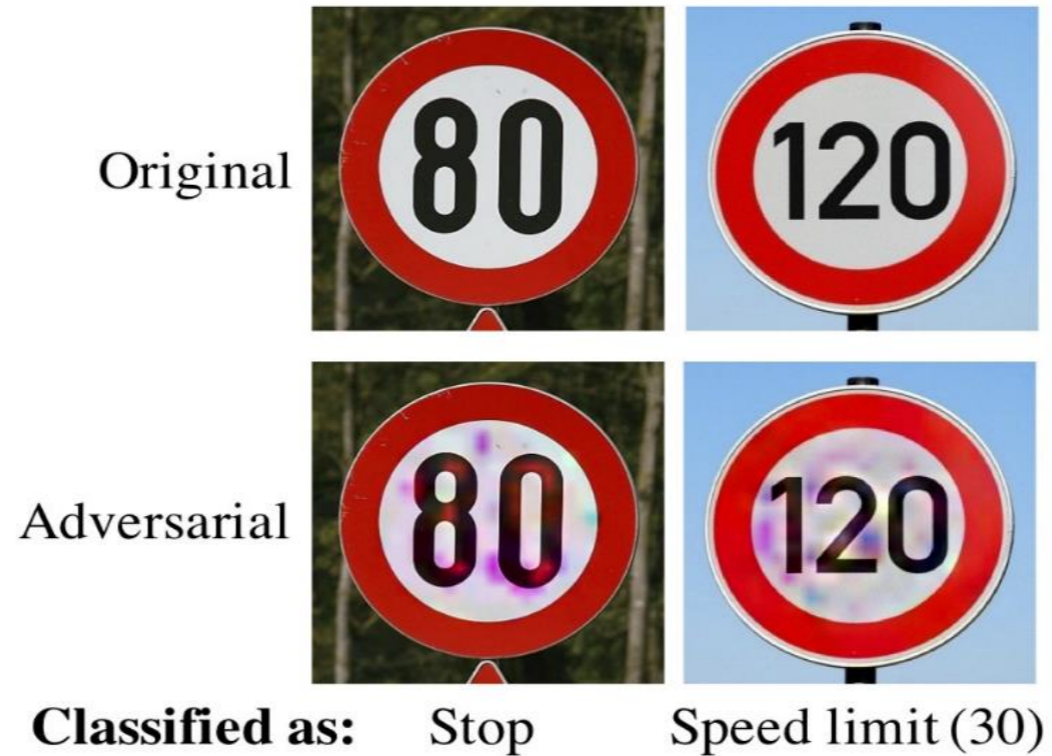 Original
80
120
Adversarial
80
120
Classified as: Stop Speed limit (30)